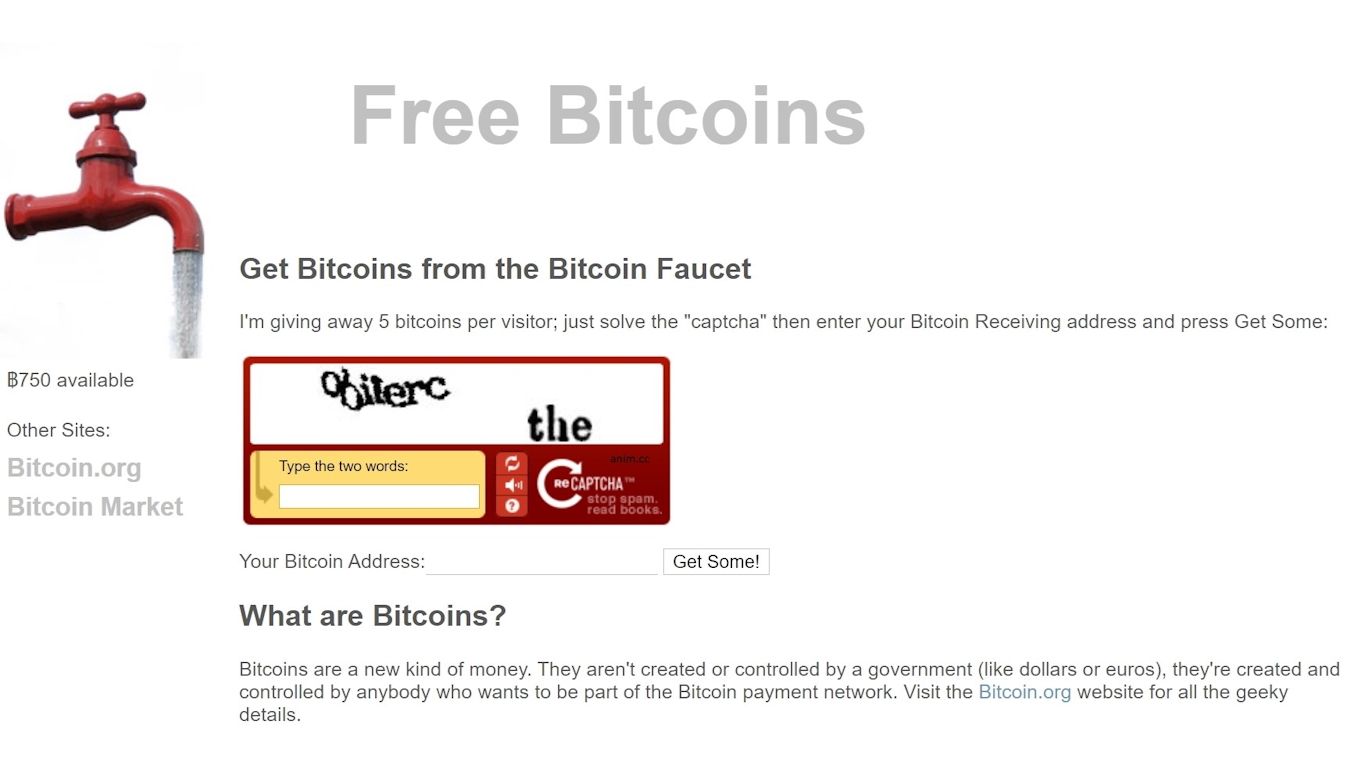 Free Bitcoins
Get Bitcoins from the Bitcoin Faucet
I'm giving away 5 bitcoins per visitor; just solve the "captcha" then enter your Bitcoin Receiving address and press Get Some:
the
Type the two words:
anim.cc
reCAPTCHA™
stop spam.
read books.
Your Bitcoin Address:
Get Some!
฿750 available
Other Sites:
Bitcoin.org
Bitcoin Market
What are Bitcoins?
Bitcoins are a new kind of money. They aren't created or controlled by a government (like dollars or euros), they're created and
controlled by anybody who wants to be part of the Bitcoin payment network. Visit the Bitcoin.org website for all the geeky
details.